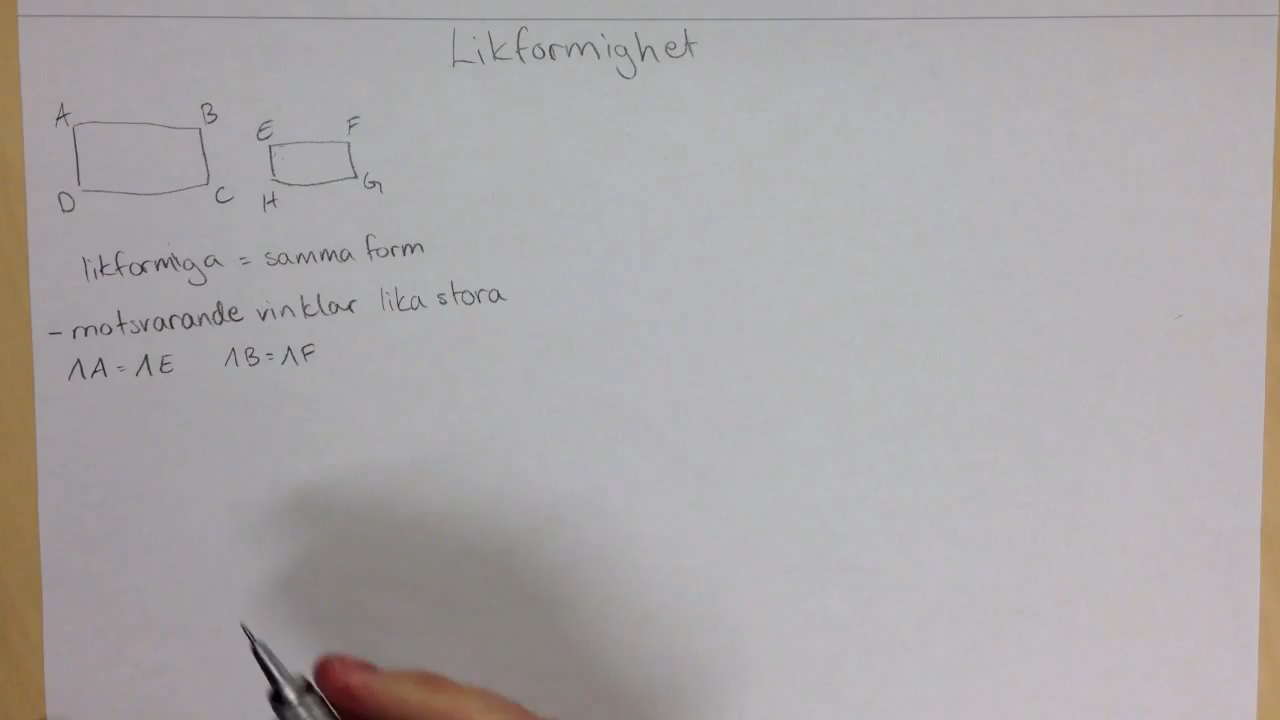 Likformighet
A B
E F
D C H G
likformiga = samma form
- motsvarande vinklar lika stora
∧A = ∧E ∧B = ∧F